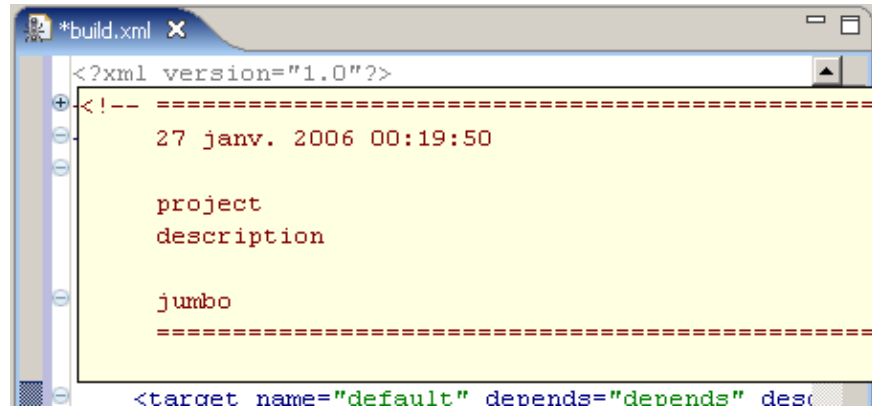 *build.xml
<?xml version="1.0"?>
<!-- ===============================================
27 janv. 2006 00:19:50
project
description
jumbo
===============================================
<target name="default" depends="depends" desc